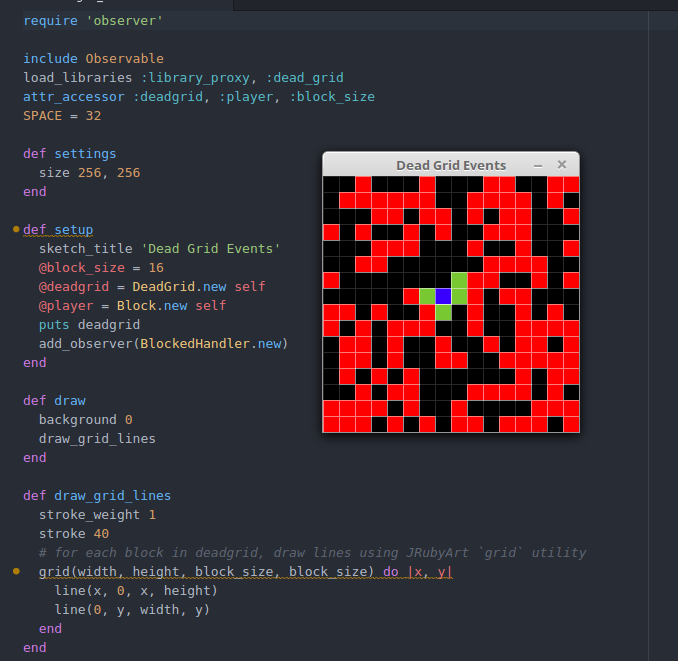 require 'observer'
include Observable
load_libraries :library_proxy, :dead_grid
attr_accessor :deadgrid, :player, :block_size
SPACE = 32
def settings
size 256, 256
end
def setup
sketch_title 'Dead Grid Events'
@block_size = 16
@deadgrid = DeadGrid.new self
@player = Block.new self
puts deadgrid
add_observer(BlockedHandler.new)
end
def draw
background 0
draw_grid_lines
end
def draw_grid_lines
stroke_weight 1
stroke 40
# for each block in deadgrid, draw lines using JRubyArt `grid` utility
grid(width, height, block_size, block_size) do |x, y|
line(x, 0, x, height)
line(0, y, width, y)
end
end
Dead Grid Events